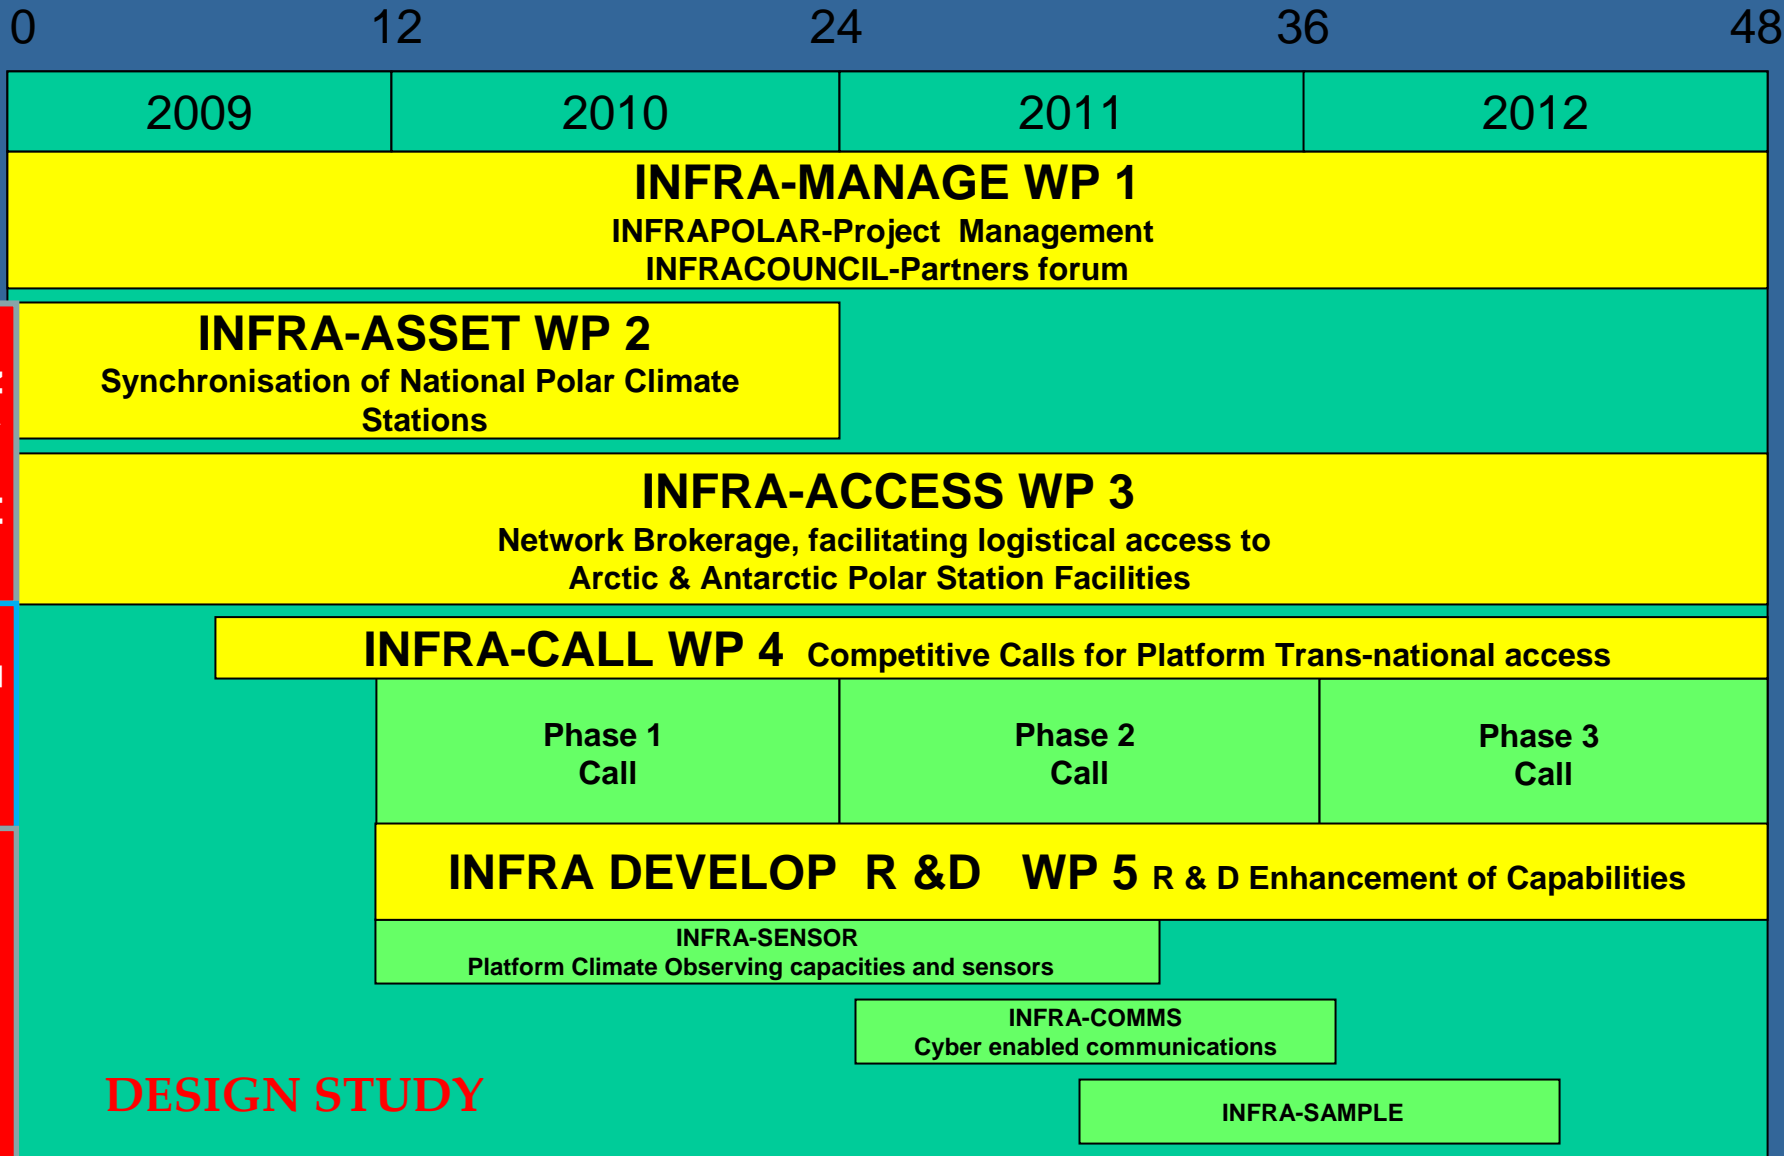 0 12 24 36 48
2009 2010 2011 2012
INFRA-MANAGE WP 1
INFRAPOLAR-Project Management
INFRACOUNCIL-Partners forum
INFRA-ASSET WP 2
Synchronisation of National Polar Climate
Stations
INFRA-ACCESS WP 3
Network Brokerage, facilitating logistical access to
Arctic & Antarctic Polar Station Facilities
INFRA-CALL WP 4 Competitive Calls for Platform Trans-national access
Phase 1
Call
Phase 2
Call
Phase 3
Call
INFRA DEVELOP R &D WP 5 R & D Enhancement of Capabilities
INFRA-SENSOR
Platform Climate Observing capacities and sensors
INFRA-COMMS
Cyber enabled communications
INFRA-SAMPLE
DESIGN STUDY